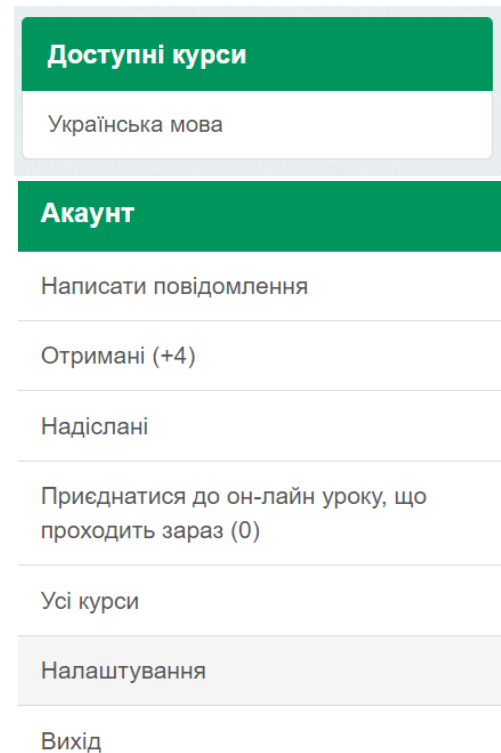 Доступні курси
Українська мова
Акаунт
Написати повідомлення
Отримані (+4)
Надіслані
Приєднатися до он-лайн уроку, що
проходить зараз (0)
Усі курси
Налаштування
Вихід